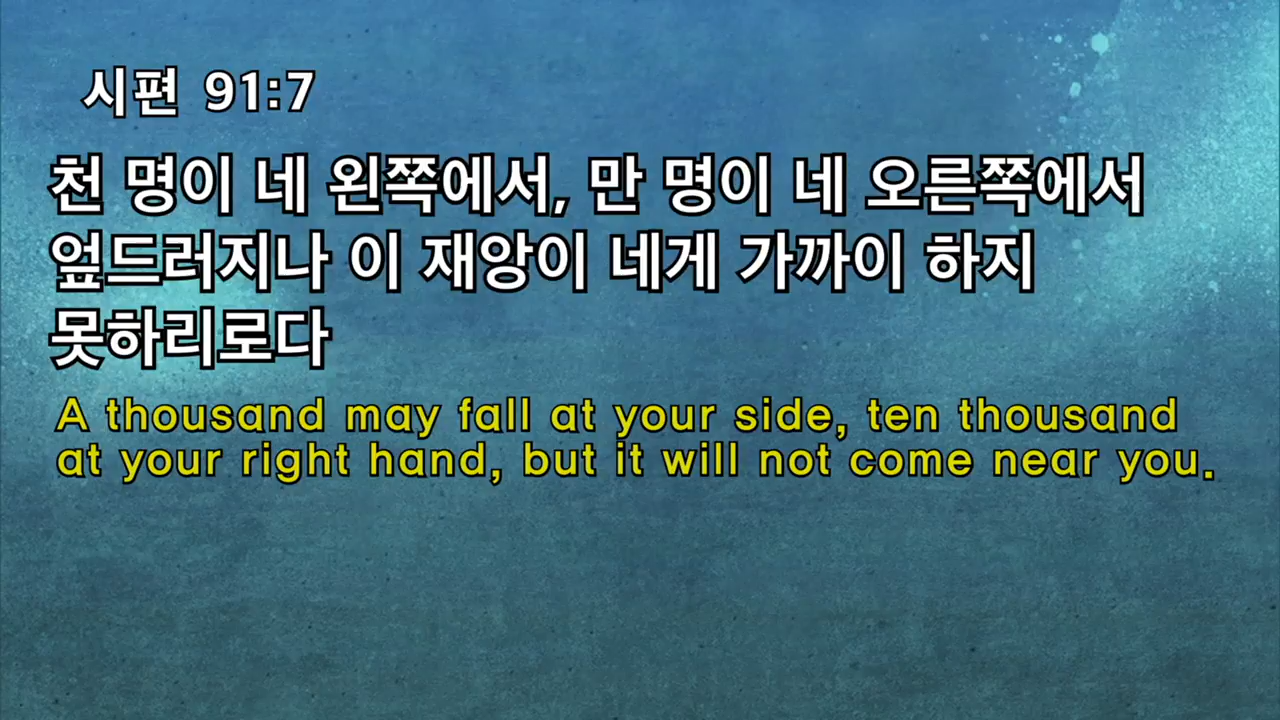 시편 91:7
천 명이 네 왼쪽에서, 만 명이 네 오른쪽에서
엎드러지나 이 재앙이 네게 가까이 하지
못하리로다
A thousand may fall at your side, ten thousand
at your right hand, but it will not come near you.